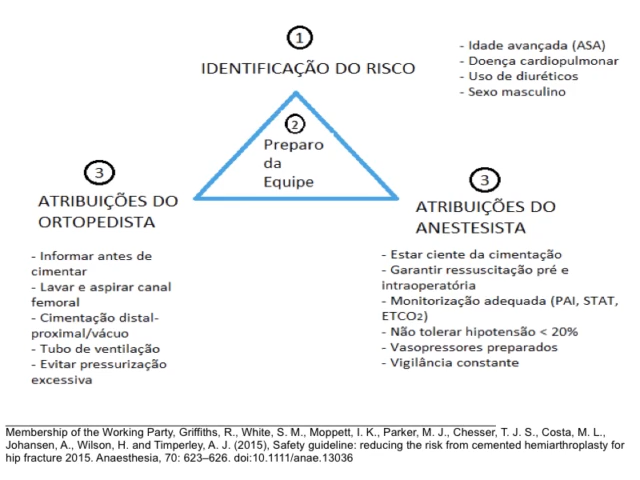 1
IDENTIFICAÇÃO DO RISCO
- Idade avançada (ASA)
- Doença cardiopulmonar
- Uso de diuréticos
- Sexo masculino
2
Preparo
da
Equipe
3
ATRIBUIÇÕES DO
ORTOPEDISTA
- Informar antes de
cimentar
- Lavar e aspirar canal
femoral
- Cimentação distal-
proximal/vácuo
- Tubo de ventilação
- Evitar pressurização
excessiva
3
ATRIBUIÇÕES DO
ANESTESISTA
- Estar ciente da cimentação
- Garantir ressuscitação pré e
intraoperatória
- Monitorização adequada (PAI, STAT,
ETCO2)
- Não tolerar hipotensão < 20%
- Vasopressores preparados
- Vigilância constante
Membership of the Working Party, Griffiths, R., White, S. M., Moppett, I. K., Parker, M. J., Chesser, T. J. S., Costa, M. L.,
Johansen, A., Wilson, H. and Timperley, A. J. (2015), Safety guideline: reducing the risk from cemented hemiarthroplasty for
hip fracture 2015. Anaesthesia, 70: 623–626. doi:10.1111/anae.13036